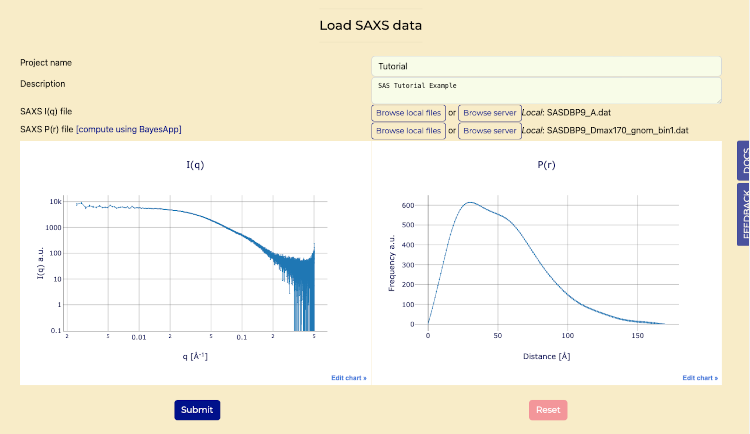 Load SAXS data
Project name
Tutorial
Description
SAS Tutorial Example
SAXS I(q) file
Browse local files or Browse server Local: SASDBP9_A.dat
SAXS P(r) file [compute using BayesApp]
Browse local files or Browse server Local: SASDBP9_Dmax170_gnom_bin1.dat
I(q)
I(q) a.u.
10k
1000
100
10
1
0.1
2 5 0.01 2 5 0.1 2 5
q [Å⁻¹]
Edit chart »
P(r)
Frequency a.u.
600
500
400
300
200
100
0
0 50 100 150
Distance [Å]
Edit chart »
DOCS
FEEDBACK
Submit
Reset